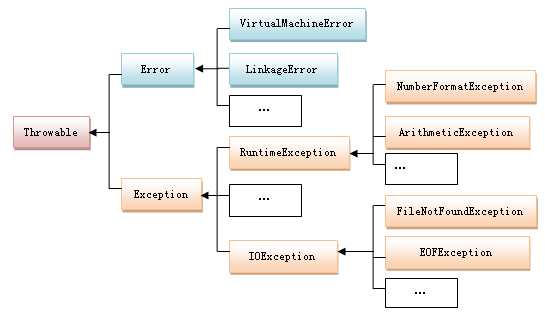 VirtualMachineError
Error
LinkageError
...
NumberFormatException
Throwable
ArithmeticException
RuntimeException
...
Exception
...
FileNotFoundException
IOException
EOFException
...